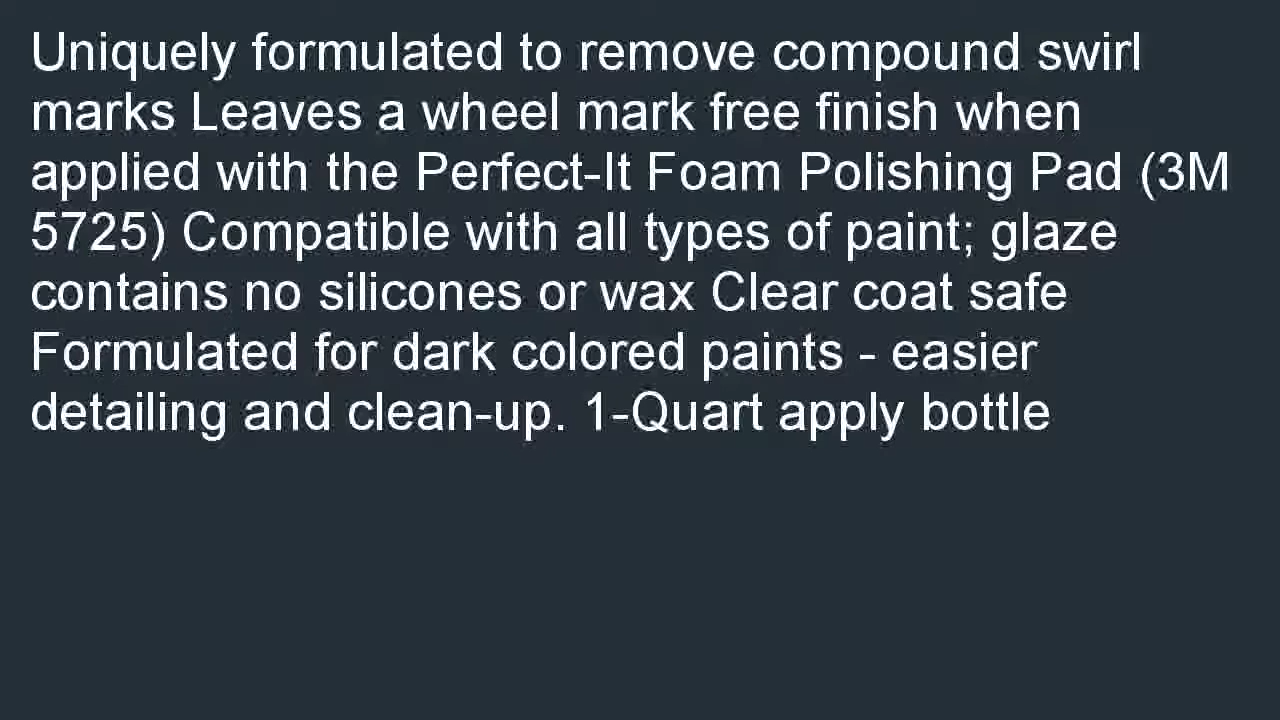 Uniquely formulated to remove compound swirl
marks Leaves a wheel mark free finish when
applied with the Perfect-It Foam Polishing Pad (3M
5725) Compatible with all types of paint; glaze
contains no silicones or wax Clear coat safe
Formulated for dark colored paints - easier
detailing and clean-up. 1-Quart apply bottle